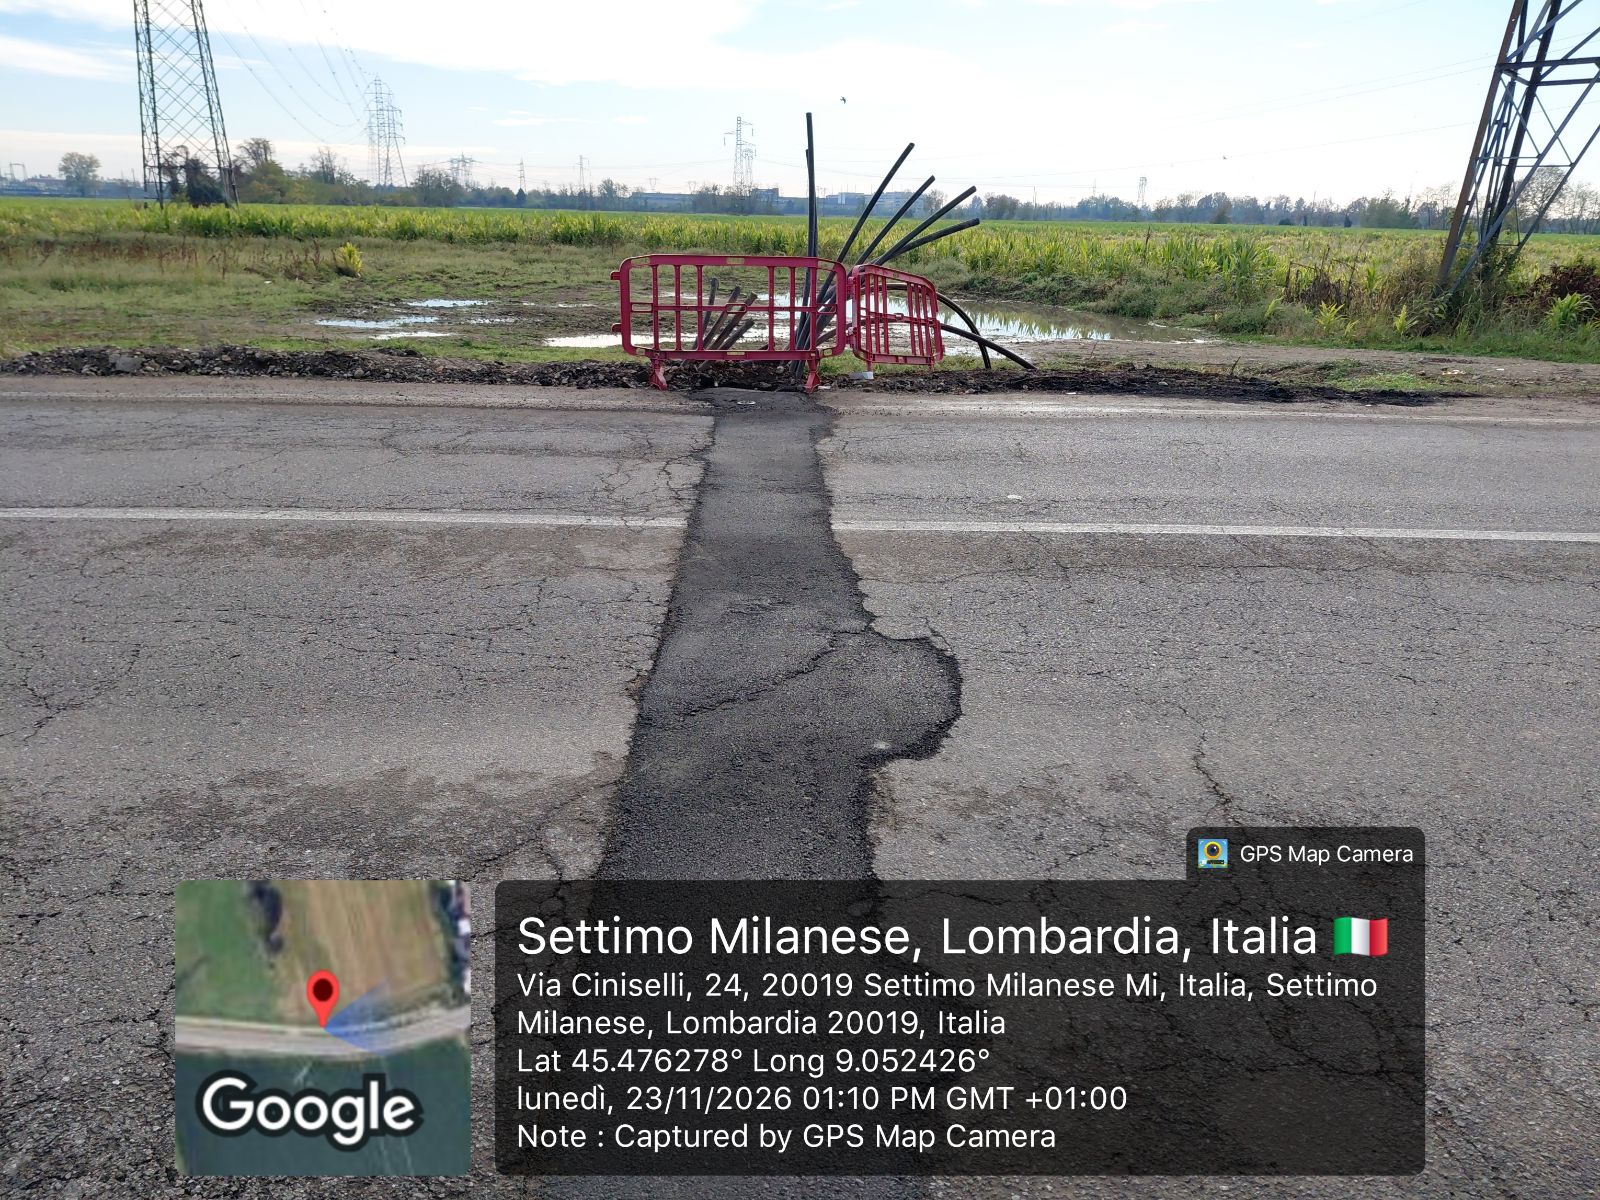 GPS Map Camera
Settimo Milanese, Lombardia, Italia 🇮🇹
Via Ciniselli, 24, 20019 Settimo Milanese Mi, Italia, Settimo
Milanese, Lombardia 20019, Italia
Lat 45.476278° Long 9.052426°
lunedì, 23/11/2026 01:10 PM GMT +01:00
Note : Captured by GPS Map Camera
Google